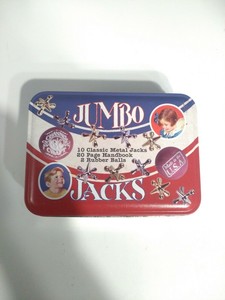 JUMBO
10 Classic Metal Jacks
20 Page Handbook
2 Rubber Balls
U.S.A.
JACKS